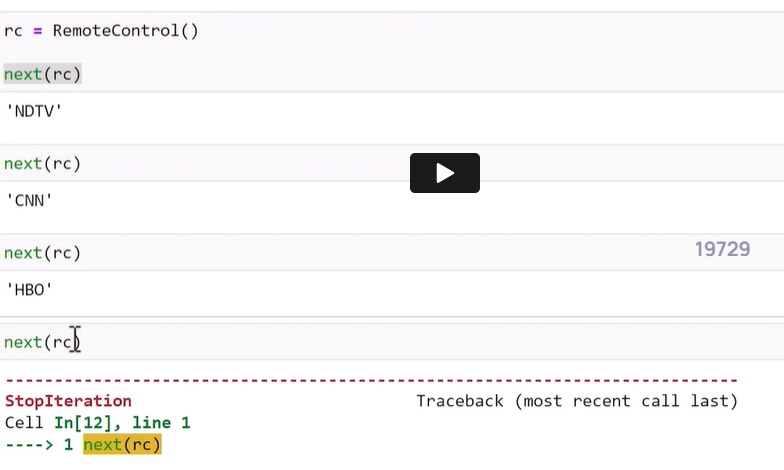 rc = RemoteControl()
next(rc)
'NDTV'
next(rc)
'CNN'
next(rc)
19729
'HBO'
next(rc)
---------------------------------------------------------------------------
StopIteration                             Traceback (most recent call last)
Cell In[12], line 1
----> 1 next(rc)